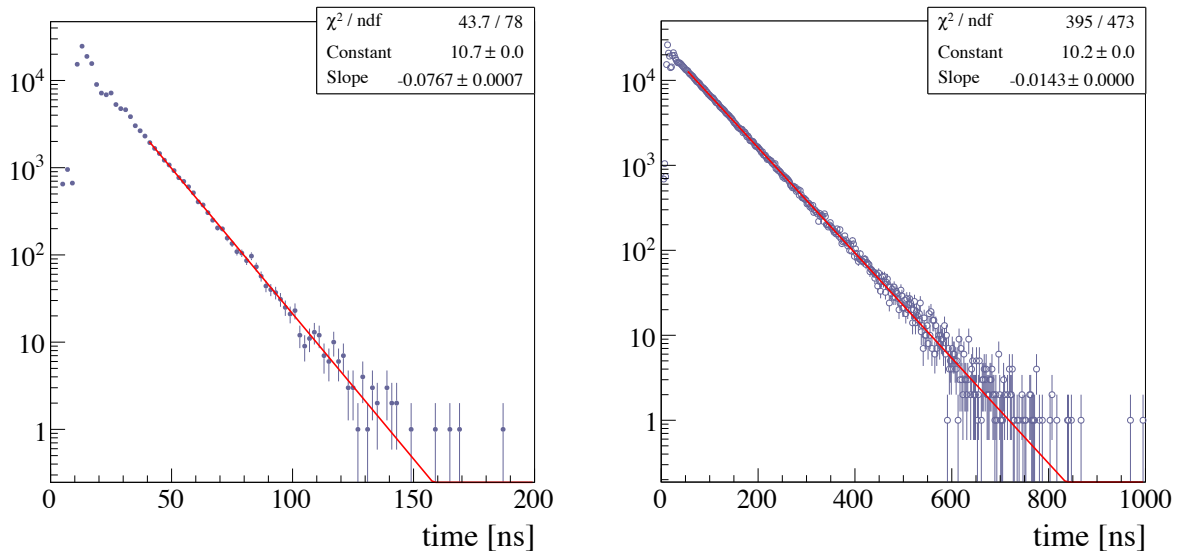 χ² / ndf 43.7 / 78
Constant 10.7 ± 0.0
Slope -0.0767 ± 0.0007
10⁴
10³
10²
10
1
0 50 100 150 200
time [ns]
χ² / ndf 395 / 473
Constant 10.2 ± 0.0
Slope -0.0143 ± 0.0000
10⁴
10³
10²
10
1
0 200 400 600 800 1000
time [ns]